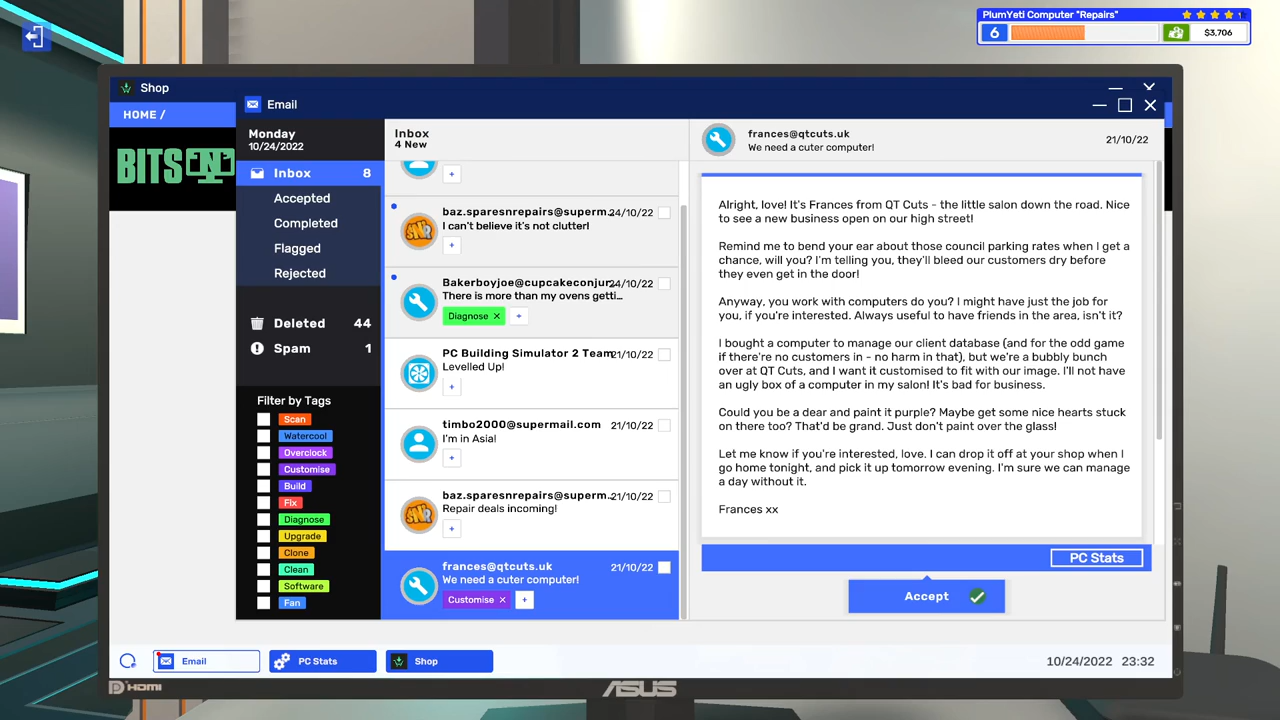 PlumYeti Computer "Repairs"
6
$3,706
Shop
HOME /
BITS
Email
Monday
10/24/2022
Inbox 8
Accepted
Completed
Flagged
Rejected
Deleted 44
Spam 1
Filter by Tags
Scan
Watercool
Overclock
Customise
Build
Fix
Diagnose
Upgrade
Clone
Clean
Software
Fan
Inbox
4 New
+
baz.sparesnrepairs@superm... 24/10/22
I can't believe it's not clutter!
+
Bakerboyjoe@cupcakeconjur... 24/10/22
There is more than my ovens getti...
Diagnose × +
PC Building Simulator 2 Team 21/10/22
Levelled Up!
+
timbo2000@supermail.com 21/10/22
I'm in Asia!
+
baz.sparesnrepairs@superm... 21/10/22
Repair deals incoming!
+
frances@qtcuts.uk 21/10/22
We need a cuter computer!
Customise × +
frances@qtcuts.uk
We need a cuter computer!
21/10/22
Alright, love! It's Frances from QT Cuts - the little salon down the road. Nice
to see a new business open on our high street!
Remind me to bend your ear about those council parking rates when I get a
chance, will you? I'm telling you, they'll bleed our customers dry before
they even get in the door!
Anyway, you work with computers do you? I might have just the job for
you, if you're interested. Always useful to have friends in the area, isn't it?
I bought a computer to manage our client database (and for the odd game
if there're no customers in - no harm in that), but we're a bubbly bunch
over at QT Cuts, and I want it customised to fit with our image. I'll not have
an ugly box of a computer in my salon! It's bad for business.
Could you be a dear and paint it purple? Maybe get some nice hearts stuck
on there too? That'd be grand. Just don't paint over the glass!
Let me know if you're interested, love. I can drop it off at your shop when I
go home tonight, and pick it up tomorrow evening. I'm sure we can manage
a day without it.
Frances xx
PC Stats
Accept
Email
PC Stats
Shop
10/24/2022 23:32
HDMI
ASUS